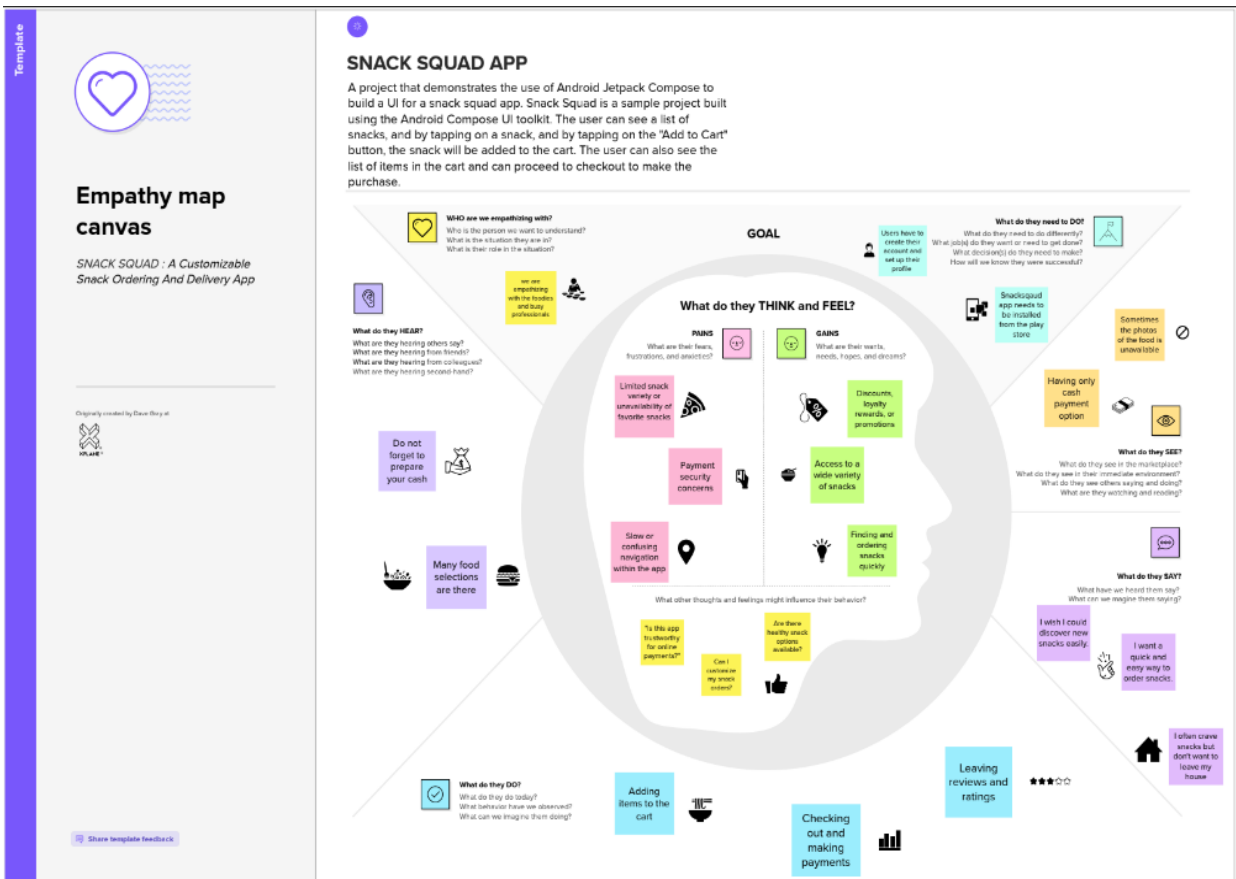 Template
Empathy map
canvas
SNACK SQUAD : A Customizable
Snack Ordering And Delivery App
Originally created by Dave Gray at
XPLANE
Share template feedback
SNACK SQUAD APP
A project that demonstrates the use of Android Jetpack Compose to
build a UI for a snack squad app. Snack Squad is a sample project built
using the Android Compose UI toolkit. The user can see a list of
snacks, and by tapping on a snack, and by tapping on the "Add to Cart"
button, the snack will be added to the cart. The user can also see the
list of items in the cart and can proceed to checkout to make the
purchase.
WHO are we empathizing with?
Who is the person we want to understand?
What is the situation they are in?
What is their role in the situation?
we are
empathizing
with the foodies
and busy
professionals
GOAL
What do they need to DO?
What do they need to do differently?
What job(s) do they want or need to get done?
What decision(s) do they need to make?
How will we know they were successful?
Users have to
create their
account and
set up their
profile
Snacksqaud
app needs to
be installed
from the play
store
What do they HEAR?
What are they hearing others say?
What are they hearing from friends?
What are they hearing from colleagues?
What are they hearing second-hand?
Do not
forget to
prepare
your cash
Many food
selections
are there
What do they THINK and FEEL?
PAINS
What are their fears,
frustrations, and anxieties?
Limited snack
variety or
unavailability of
favorite snacks
Payment
security
concerns
Slow or
confusing
navigation
within the app
GAINS
What are their wants,
needs, hopes, and dreams?
Discounts,
loyalty
rewards, or
promotions
Access to a
wide variety
of snacks
Finding and
ordering
snacks
quickly
What other thoughts and feelings might influence their behavior?
"Is this app
trustworthy
for online
payments?"
Can I
customize
my snack
orders?
Are there
healthy snack
options
available?
Sometimes
the photos
of the food is
unavailable
Having only
cash
payment
option
What do they SEE?
What do they see in the marketplace?
What do they see in their immediate environment?
What do they see others saying and doing?
What are they watching and reading?
What do they SAY?
What have we heard them say?
What can we magine them saying?
I wish I could
discover new
snacks easily.
I want a
quick and
easy way to
order snacks.
I often crave
snacks but
don't want to
leave my
house
What do they DO?
What do they do today?
What behavior have we observed?
What can we imagine them doing?
Adding
items to the
cart
Checking
out and
making
payments
Leaving
reviews and
ratings